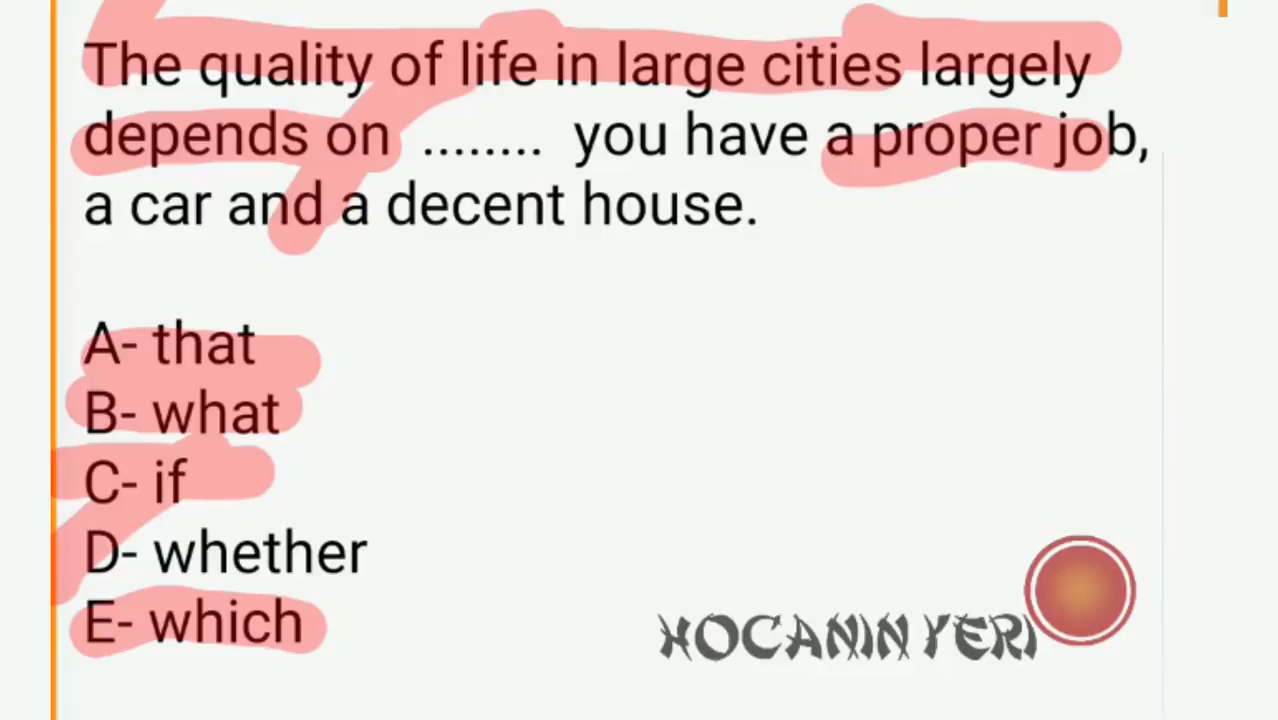 The quality of life in large cities largely
depends on ........ you have a proper job,
a car and a decent house.
A- that
B- what
C- if
D- whether
E- which
HOCANIN YERI